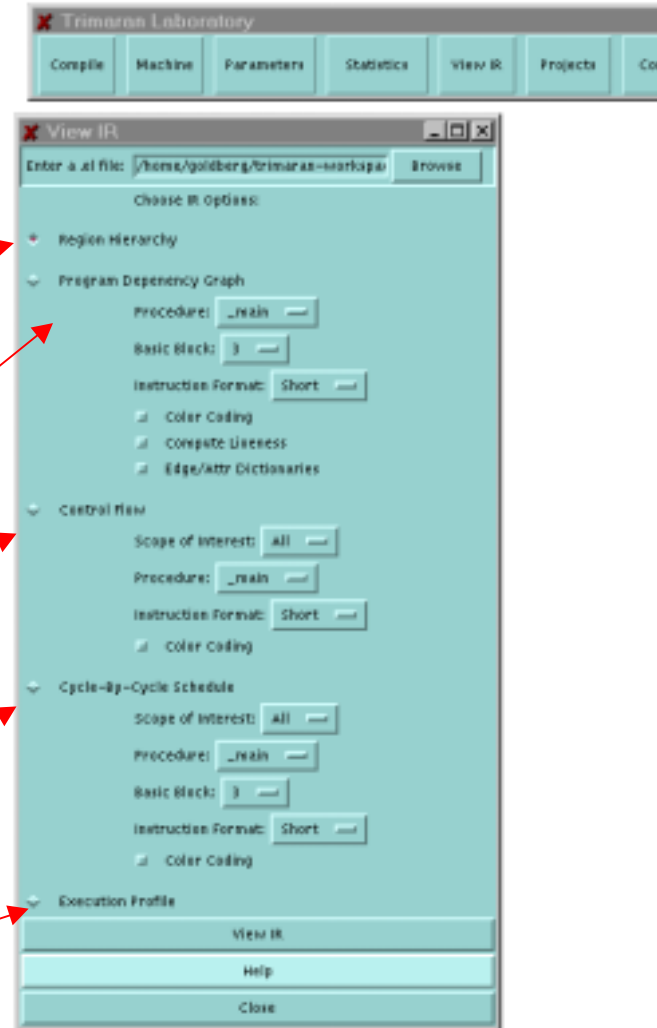 Trimaran Laboratory
Compile Machine Parameters Statistics View IR Projects Co
View IR
Enter a .el file: /home/goldberg/trimaran-workspa Browse
Choose IR Options:
Region Hierarchy
Program Depenency Graph
Procedure: _main
Basic Block: 3
Instruction Format: Short
Color Coding
Compute Liveness
Edge/Attr Dictionaries
Control Flow
Scope of Interest: All
Procedure: _main
Instruction Format: Short
Color Coding
Cycle-By-Cycle Schedule
Scope of Interest: All
Procedure: _main
Basic Block: 3
Instruction Format: Short
Color Coding
Execution Profile
View IR
Help
Close